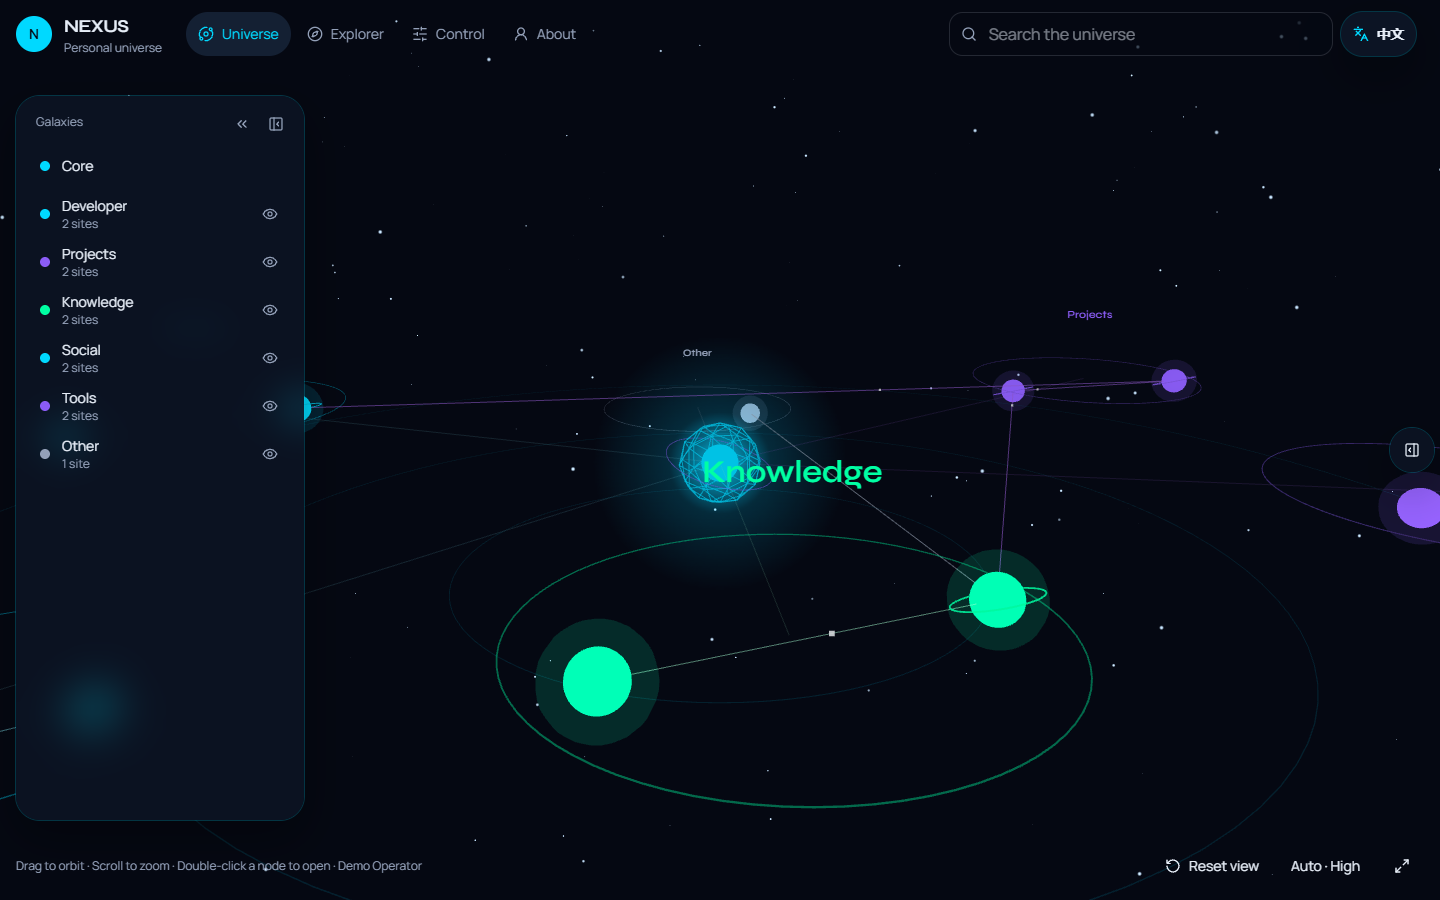 N
NEXUS
Personal universe
Universe
Explorer
Control
About
Search the universe
中文
Galaxies
Core
Developer
2 sites
Projects
2 sites
Knowledge
2 sites
Social
2 sites
Tools
2 sites
Other
1 site
Projects
Other
Knowledge
Drag to orbit · Scroll to zoom · Double-click a node to open · Demo Operator
Reset view
Auto · High